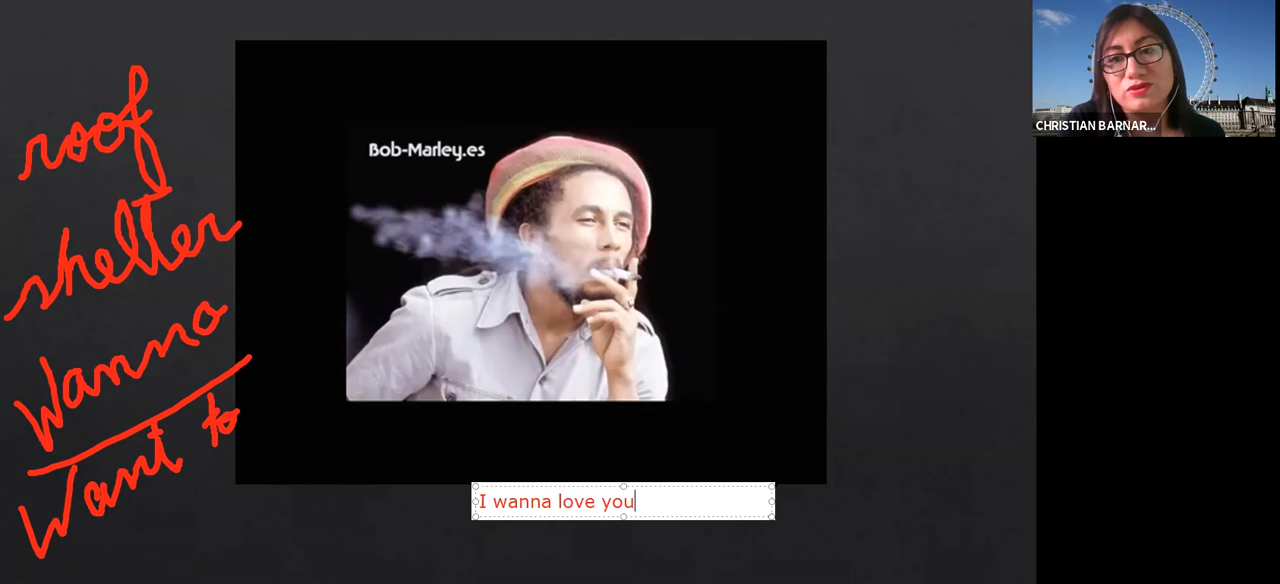 roof
shelter
Wanna
Want to
Bob-Marley.es
I wanna love you
CHRISTIAN BARNAR...